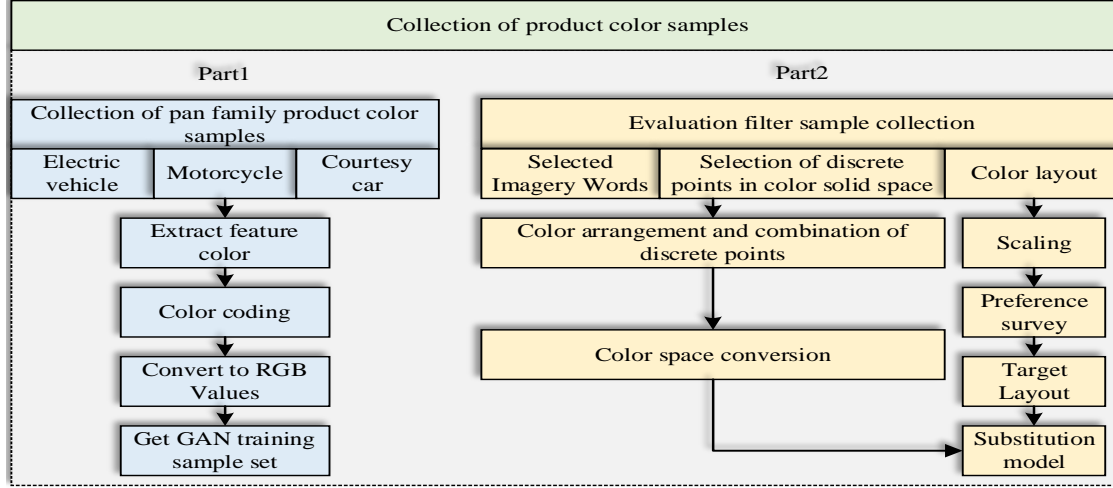 Collection of product color samples
Part1
Part2
Collection of pan family product color
samples
Electric
vehicle
Motorcycle
Courtesy
car
Extract feature
color
Color coding
Convert to RGB
Values
Get GAN training
sample set
Evaluation filter sample collection
Selected
Imagery Words
Selection of discrete
points in color solid space
Color layout
Color arrangement and combination of
discrete points
Color space conversion
Scaling
Preference
survey
Target
Layout
Substitution
model